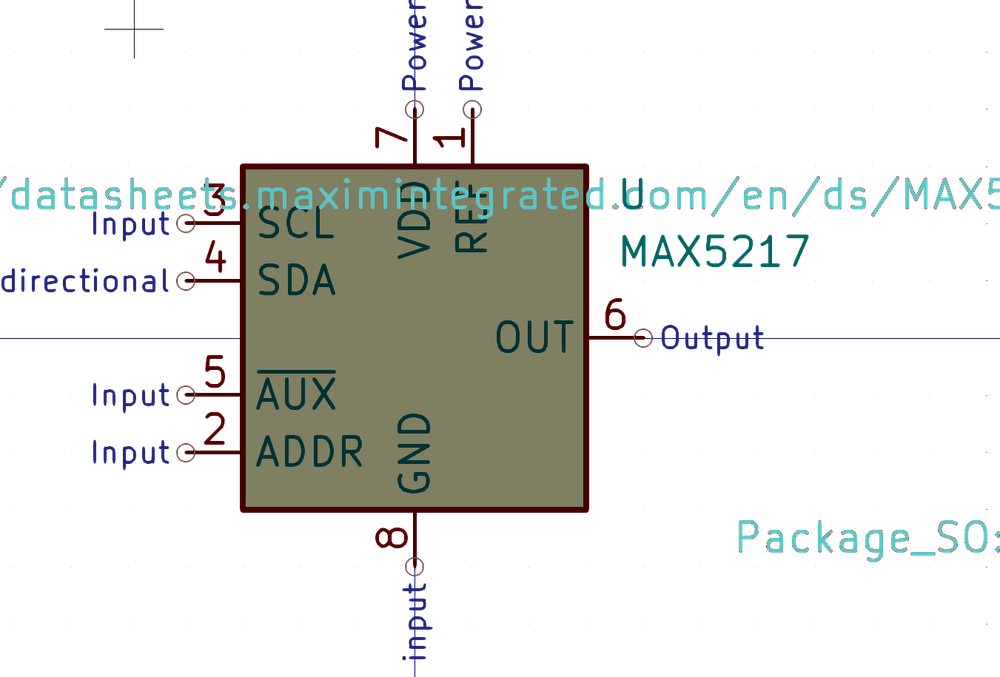 Power
Power
7
1
/datasheets.maximintegrated.com/en/ds/MAX5
U
VDD
REF
3
Input
SCL
MAX5217
4
directional
SDA
6
OUT
Output
5
Input
AUX
2
Input
ADDR
GND
8
Package_SO:
input